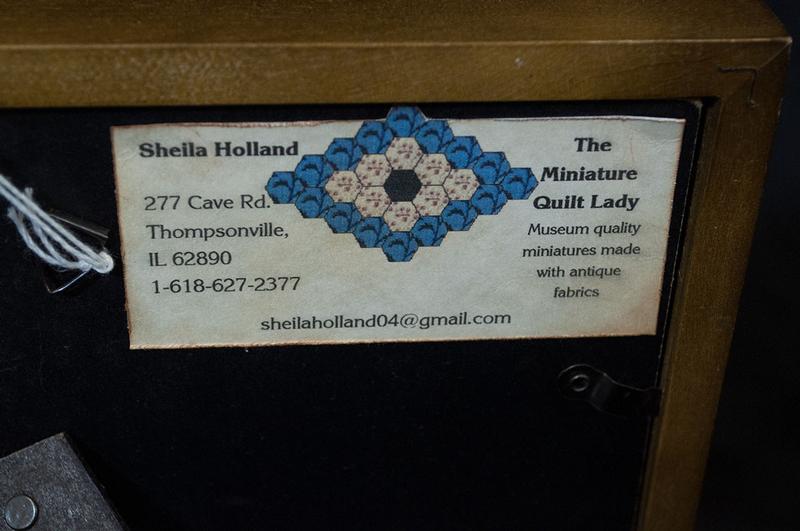 Sheila Holland
277 Cave Rd.
Thompsonville,
IL 62890
1-618-627-2377
sheilaholland04@gmail.com
The
Miniature
Quilt Lady
Museum quality
miniatures made
with antique
fabrics